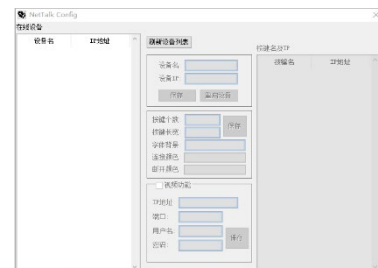 NetTalk Config
在线设备
设备名 IP地址
刷新设备列表
设备名:
设备IP:
保存 重启设备
按键个数:
按键长度:
保存
字体背景:
连接颜色:
断开颜色:
按键名及IP
按键名 IP地址
视频功能
IP地址:
端口:
用户名:
密码:
保存